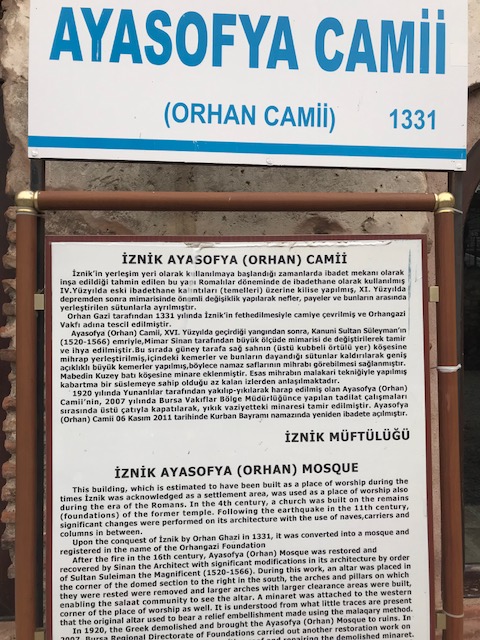 AYASOFYA CAMİİ
(ORHAN CAMİİ) 1331
İZNİK AYASOFYA (ORHAN) CAMİİ
İznik'in yerleşim yeri olarak kullanılmaya başlandığı zamanlarda ibadet mekanı olarak
inşa edildiği tahmin edilen bu yapı Romalılar döneminde de ibadethane olarak kullanılmış
IV.Yüzyılda eski ibadethane kalıntıları (temelleri) üzerine kilise yapılmış, XI. Yüzyılda
depremden sonra mimarisinde önemli değişiklik yapılarak nefler, payeler ve bunların arasında
yerleştirilen sütunlarla ayrılmıştır.
Orhan Gazi tarafından 1331 yılında İznik'in fethedilmesiyle camiye çevrilmiş ve Orhangazi
Vakfı adına tescil edilmiştir.
Ayasofya (Orhan) Camii, XVI. Yüzyılda geçirdiği yangından sonra, Kanuni Sultan Süleyman'ın
(1520-1566) emriyle,Mimar Sinan tarafından büyük ölçüde mimarisi de değiştirilerek tamir
ve ihya edilmiştir.Bu sırada güney tarafa sağ sahnın (üstü kubbeli örtülü yer) köşesine
mihrap yerleştirilmiş,içindeki kemerler ve bunların dayandığı sütunlar kaldırılarak geniş
açıklıklı büyük kemerler yapılmış,böylece namaz saflarının mihrabı görebilmesi sağlanmıştır.
Mabedin Kuzey batı köşesine minare eklenmiştir. Esas mihrabın malakari tekniğiyle yapılmış
kabartma bir süslemeye sahip olduğu az kalan izlerden anlaşılmaktadır.
1920 yılında Yunanlılar tarafından yakılıp-yıkılarak harap edilmiş olan Ayasofya (Orhan)
Camii'nin, 2007 yılında Bursa Vakıflar Bölge Müdürlüğünce yapılan tadilat çalışmaları
sırasında üstü çatıyla kapatılarak, yıkık vaziyetteki minaresi tamir edilmiştir. Ayasofya
(Orhan) Camii 06 Kasım 2011 tarihinde Kurban Bayramı namazında yeniden ibadete açılmıştır.
İZNİK MÜFTÜLÜĞÜ
İZNİK AYASOFYA (ORHAN) MOSQUE
This building, which is estimated to have been built as a place of worship during the
times İznik was acknowledged as a settlement area, was used as a place of worship also
during the era of the Romans. In the 4th century, a church was built on the remains
(foundations) of the former temple. Following the earthquake in the 11th century,
significant changes were performed on its architecture with the use of naves,carriers and
columns in between.
Upon the conquest of İznik by Orhan Ghazi in 1331, it was converted into a mosque and
registered in the name of the Orhangazi Foundation
After the fire in the 16th century, Ayasofya (Orhan) Mosque was restored and
recovered by Sinan the Architect with significant modifications in its architecture by order
of Sultan Suleiman the Magnificent (1520-1566). During this work, an altar was placed in
the corner of the domed section to the right in the south, the arches and pillars on which
they were rested were removed and larger arches with larger clearance areas were built,
enabling the salaat community to see the altar. A minaret was attached to the western
corner of the place of worship as well. It is understood from what little traces are present
that the original altar used to bear a relief embellishment made using the malaqary method.
In 1920, the Greek demolished and brought the Ayasofya (Orhan) Mosque to ruins. In
2007, Bursa Regional Directorate of Foundations carried out another restoration work on
roof and repairing the demolished minaret.